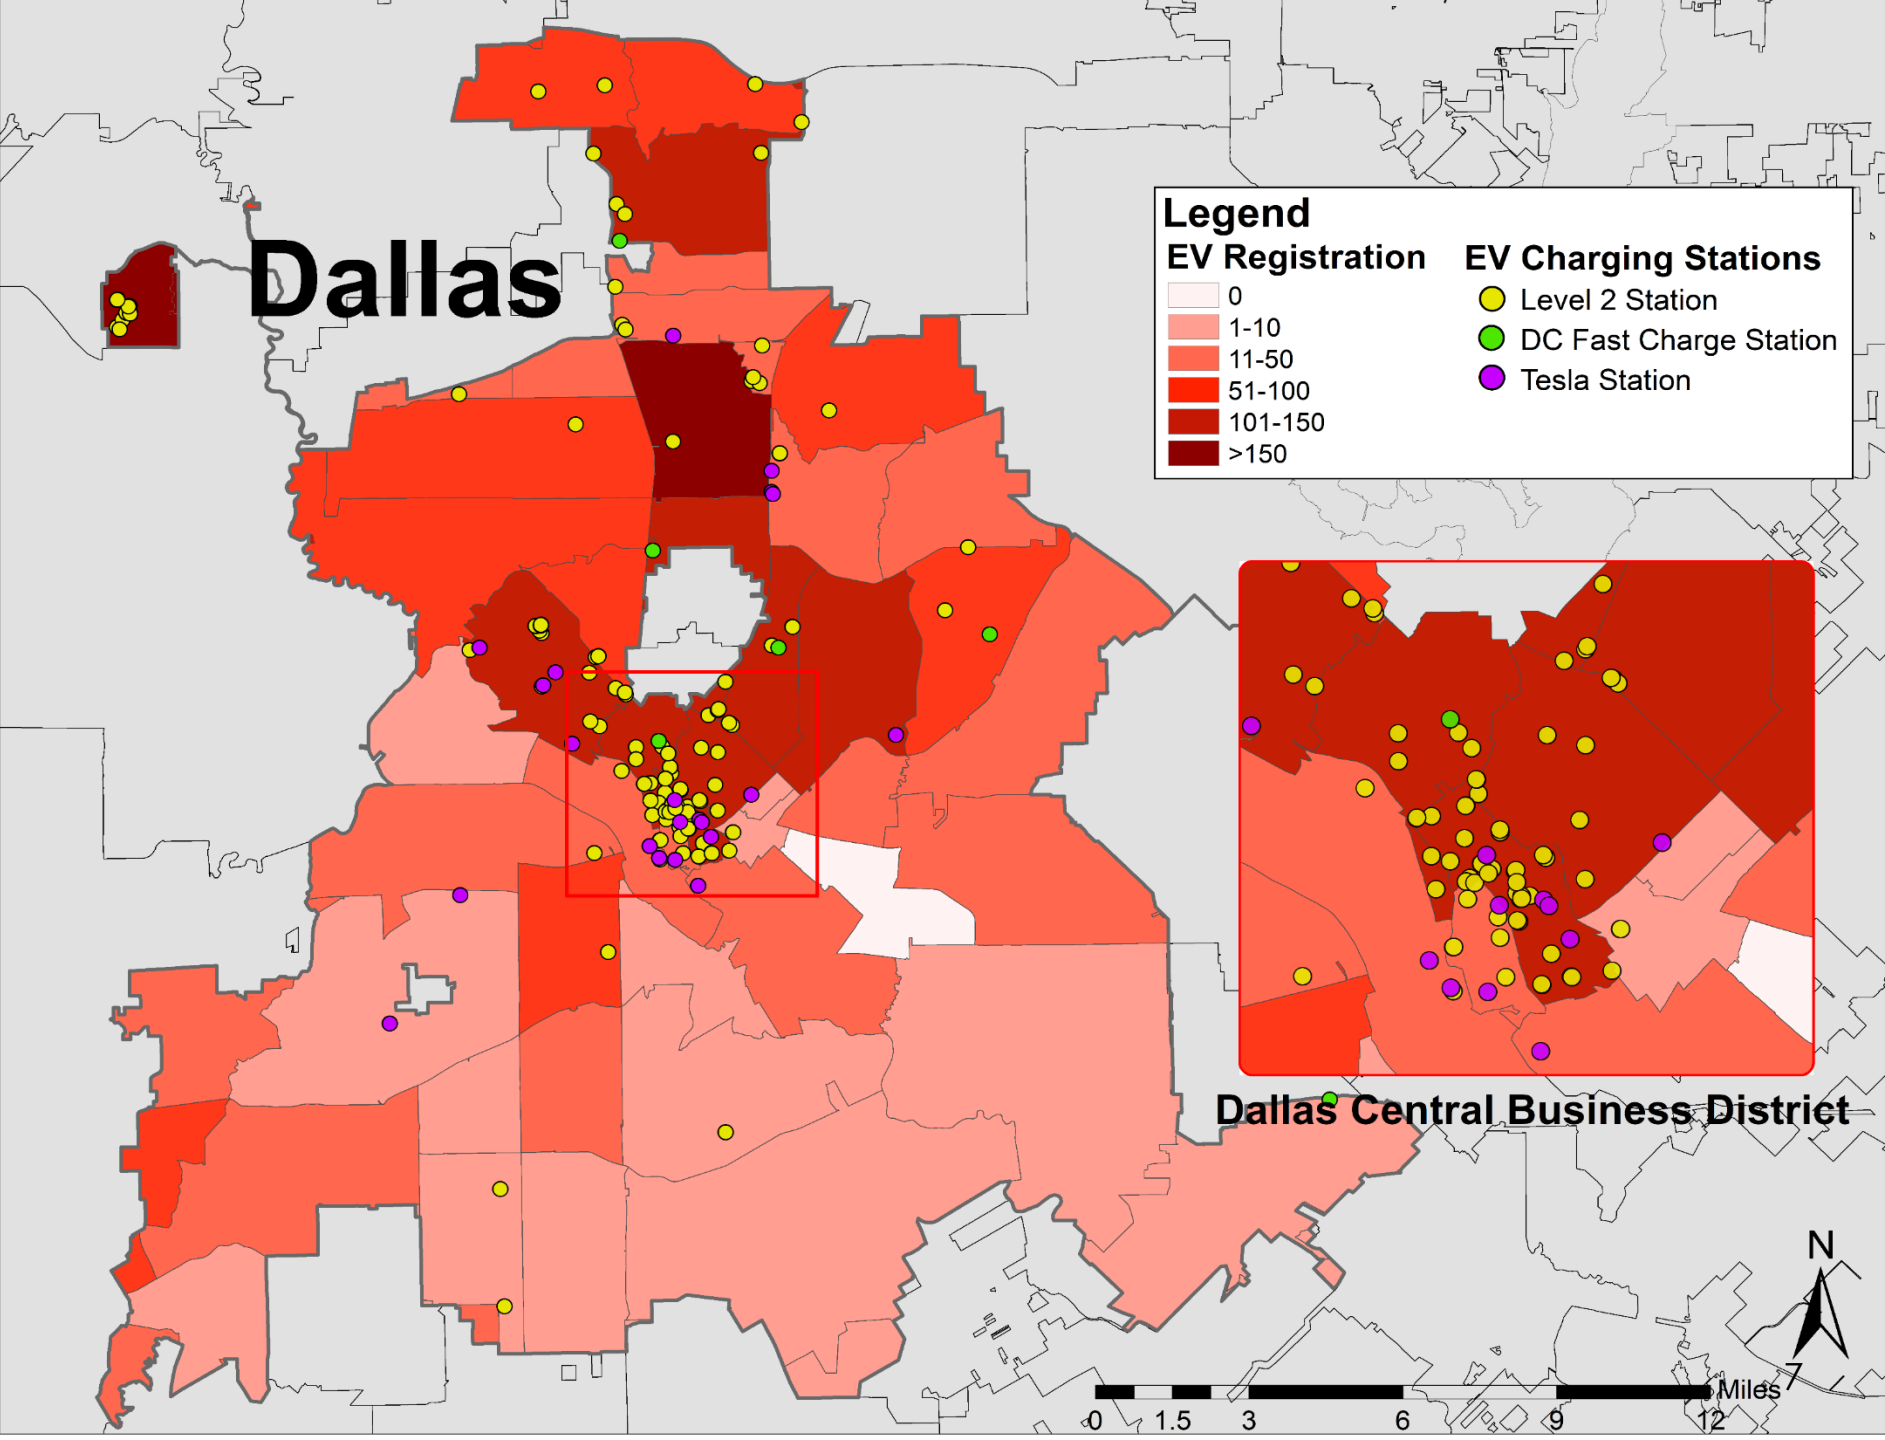 Dallas
Legend
EV Registration
0
1-10
11-50
51-100
101-150
>150
EV Charging Stations
Level 2 Station
DC Fast Charge Station
Tesla Station
Dallas Central Business District
N
Miles
0 1.5 3 6 9 12